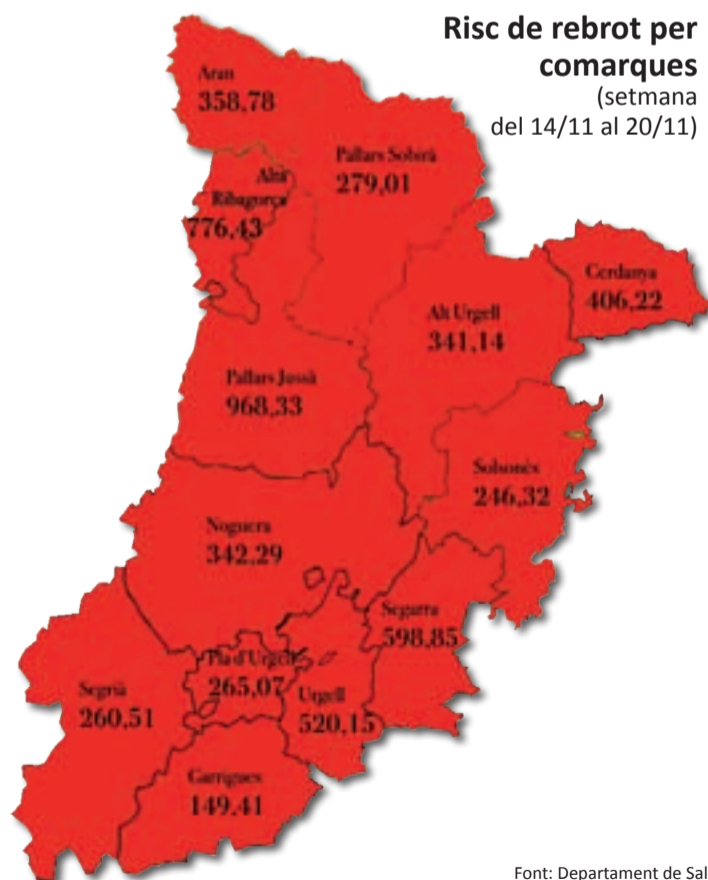 Risc de rebrot per
comarques
(setmana
del 14/11 al 20/11)
Aran
358,78
Pallars Sobirà
279,01
Alta
Ribagorça
776,43
Cerdanya
406,22
Alt Urgell
341,14
Pallars Jussà
968,33
Solsonès
246,32
Noguera
342,29
Segarra
598,85
Pla d'Urgell
265,07
Segrià
260,51
Urgell
520,15
Garrigues
149,41
Font: Departament de Sal